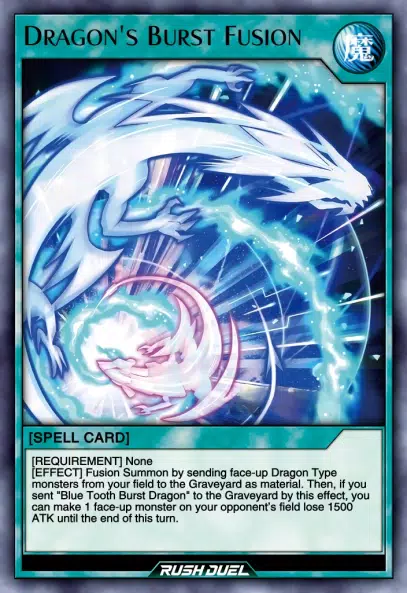 DRAGON'S BURST FUSION
魔
[SPELL CARD]
[REQUIREMENT] None
[EFFECT] Fusion Summon by sending face-up Dragon Type
monsters from your field to the Graveyard as material. Then, if you
sent "Blue Tooth Burst Dragon" to the Graveyard by this effect, you
can make 1 face-up monster on your opponent's field lose 1500
ATK until the end of this turn.
RUSH DUEL